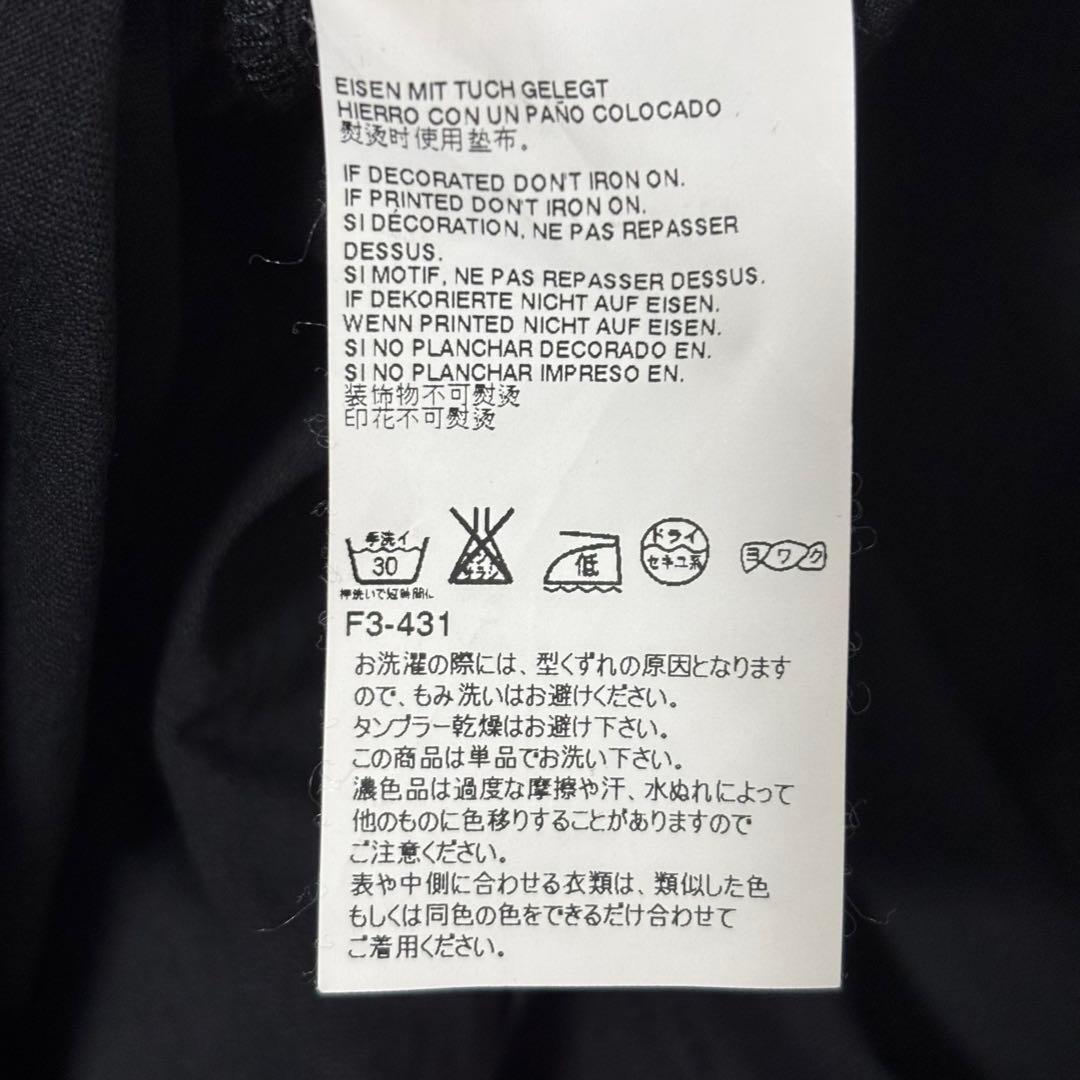 EISEN MIT TUCH GELEGT
HIERRO CON UN PAÑO COLOCADO
熨烫时使用垫布。
IF DECORATED DON'T IRON ON.
IF PRINTED DON'T IRON ON.
SI DÉCORATION, NE PAS REPASSER
DESSUS.
SI MOTIF, NE PAS REPASSER DESSUS.
IF DEKORIERTE NICHT AUF EISEN.
WENN PRINTED NICHT AUF EISEN.
SI NO PLANCHAR DECORADO EN.
SI NO PLANCHAR IMPRESO EN.
装饰物不可熨烫
印花不可熨烫
手洗イ
30
押洗いで短時間に
低
ドライ
セキユ系
ヨワク
F3-431
お洗濯の際には、型くずれの原因となります
ので、もみ洗いはお避けください。
タンブラー乾燥はお避け下さい。
この商品は単品でお洗い下さい。
濃色品は過度な摩擦や汗、水ぬれによって
他のものに色移りすることがありますので
ご注意ください。
表や中側に合わせる衣類は、類似した色
もしくは同色の色をできるだけ合わせて
ご着用ください。